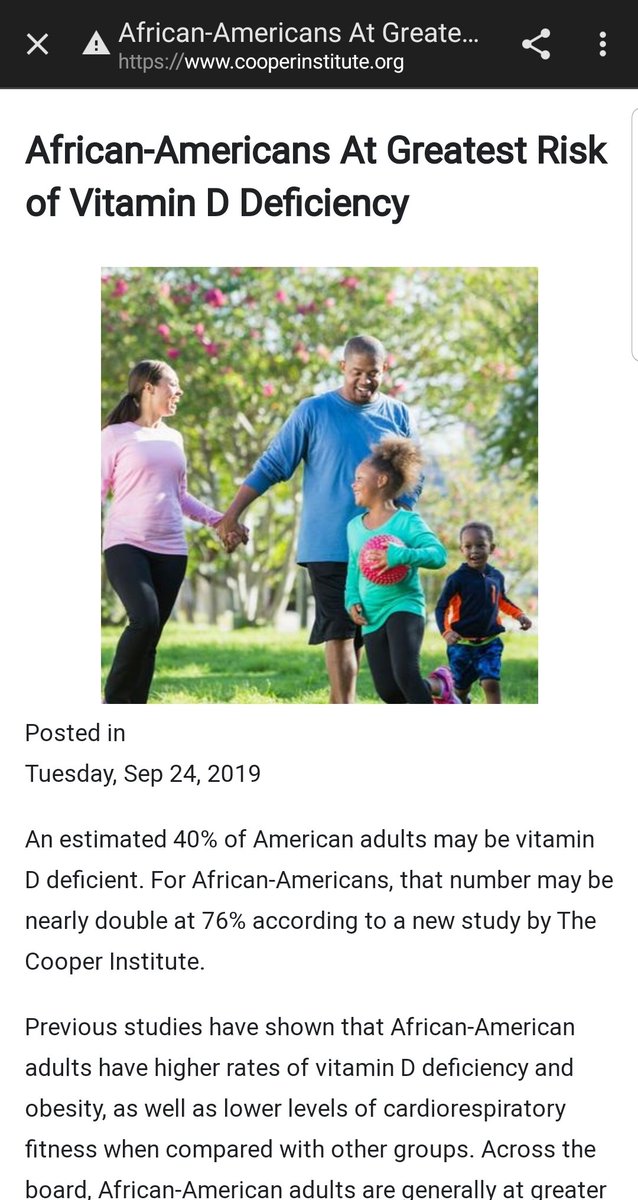 African-Americans At Greate...
https://www.cooperinstitute.org
African-Americans At Greatest Risk
of Vitamin D Deficiency
Posted in
Tuesday, Sep 24, 2019
An estimated 40% of American adults may be vitamin
D deficient. For African-Americans, that number may be
nearly double at 76% according to a new study by The
Cooper Institute.
Previous studies have shown that African-American
adults have higher rates of vitamin D deficiency and
obesity, as well as lower levels of cardiorespiratory
fitness when compared with other groups. Across the
board, African-American adults are generally at greater